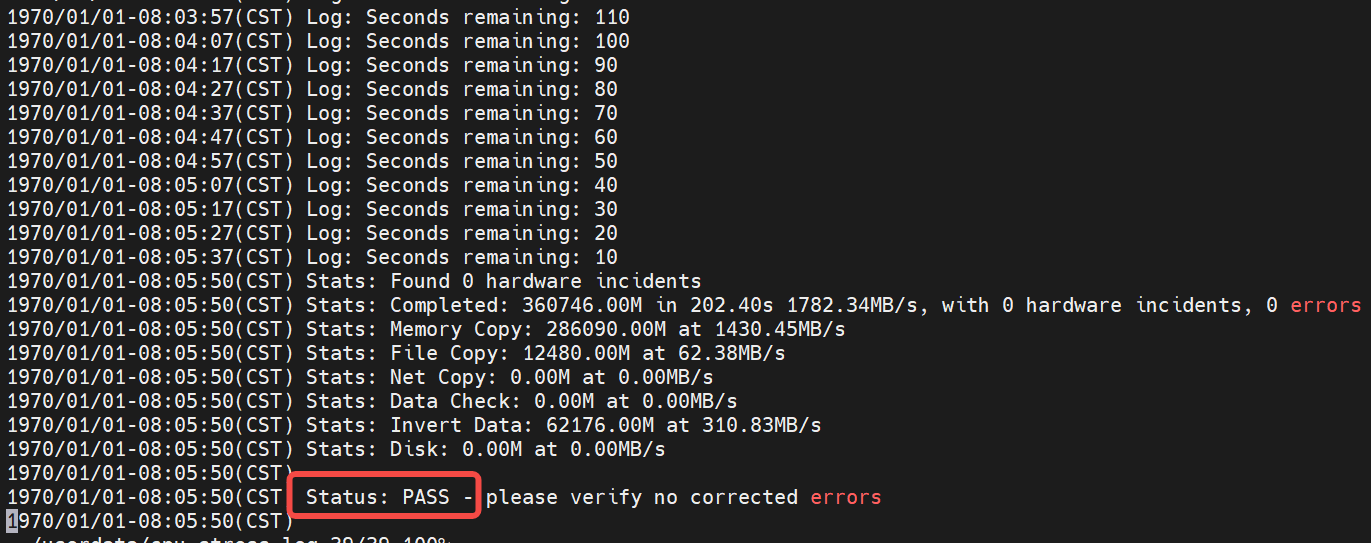 1970/01/01-08:03:57(CST) Log: Seconds remaining: 110
1970/01/01-08:04:07(CST) Log: Seconds remaining: 100
1970/01/01-08:04:17(CST) Log: Seconds remaining: 90
1970/01/01-08:04:27(CST) Log: Seconds remaining: 80
1970/01/01-08:04:37(CST) Log: Seconds remaining: 70
1970/01/01-08:04:47(CST) Log: Seconds remaining: 60
1970/01/01-08:04:57(CST) Log: Seconds remaining: 50
1970/01/01-08:05:07(CST) Log: Seconds remaining: 40
1970/01/01-08:05:17(CST) Log: Seconds remaining: 30
1970/01/01-08:05:27(CST) Log: Seconds remaining: 20
1970/01/01-08:05:37(CST) Log: Seconds remaining: 10
1970/01/01-08:05:50(CST) Stats: Found 0 hardware incidents
1970/01/01-08:05:50(CST) Stats: Completed: 360746.00M in 202.40s 1782.34MB/s, with 0 hardware incidents, 0 errors
1970/01/01-08:05:50(CST) Stats: Memory Copy: 286090.00M at 1430.45MB/s
1970/01/01-08:05:50(CST) Stats: File Copy: 12480.00M at 62.38MB/s
1970/01/01-08:05:50(CST) Stats: Net Copy: 0.00M at 0.00MB/s
1970/01/01-08:05:50(CST) Stats: Data Check: 0.00M at 0.00MB/s
1970/01/01-08:05:50(CST) Stats: Invert Data: 62176.00M at 310.83MB/s
1970/01/01-08:05:50(CST) Stats: Disk: 0.00M at 0.00MB/s
1970/01/01-08:05:50(CST)
1970/01/01-08:05:50(CST) Status: PASS - please verify no corrected errors
1970/01/01-08:05:50(CST)
/userdata/cpu_stress.log 39/39 100%